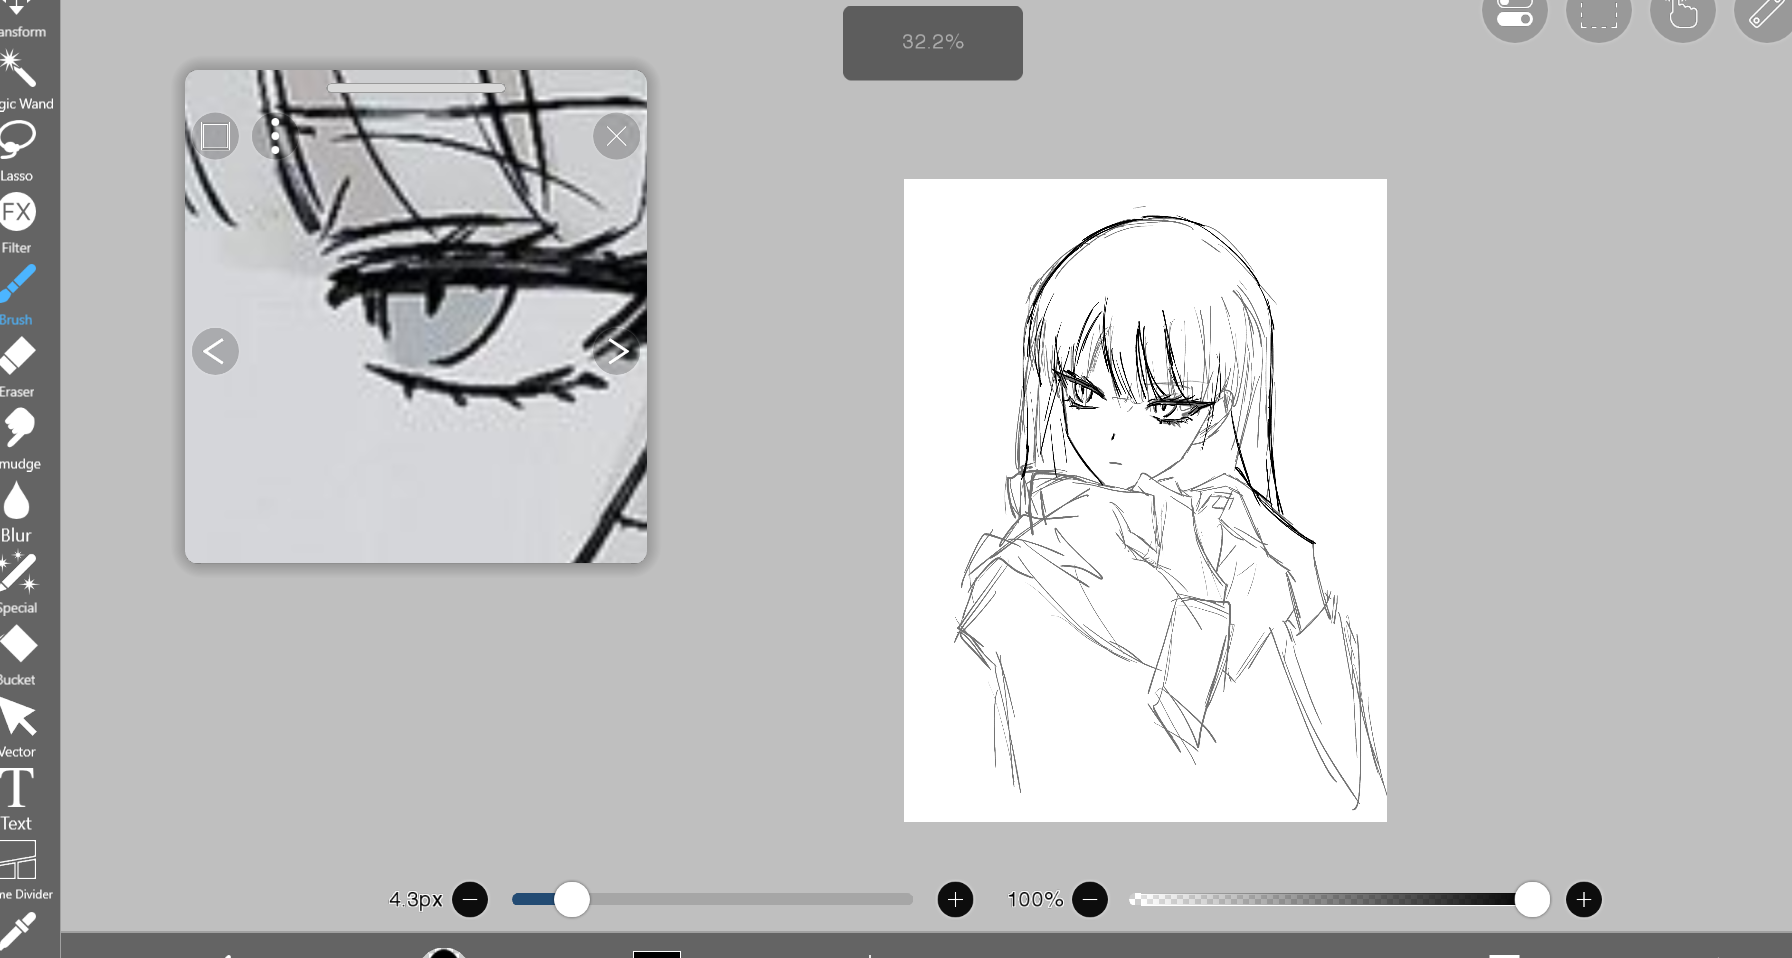 ansform
32.2%
gic Wand
Lasso
FX
Filter
Brush
Eraser
mudge
Blur
Special
Bucket
Vector
T
Text
me Divider
4.3px
100%